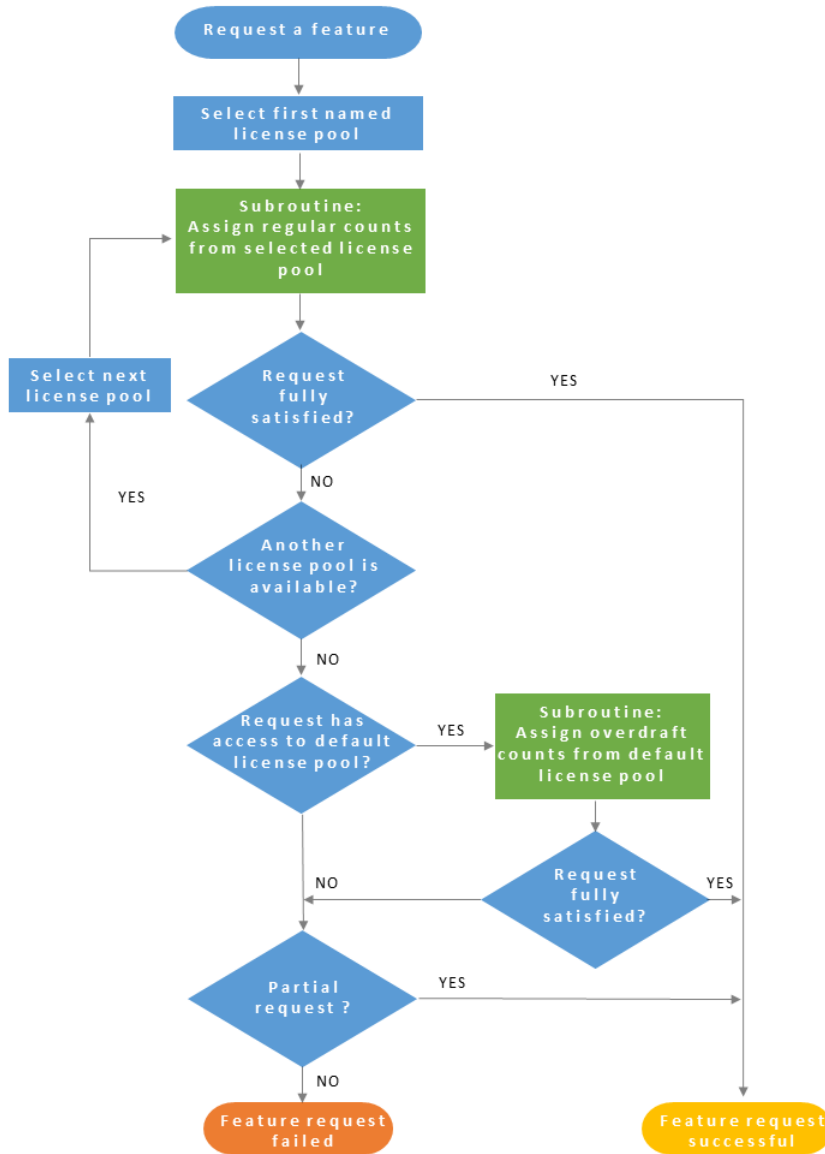 Request a feature
Select first named
license pool
Subroutine:
Assign regular counts
from selected license
pool
Select next
license pool
Request
fully
satisfied?
YES
NO
YES
Another
license pool is
available?
NO
Request has
access to default
license pool?
YES
Subroutine:
Assign overdraft
counts from default
license pool
NO
Request
fully
satisfied?
YES
Partial
request ?
YES
NO
Feature request
failed
Feature request
successful